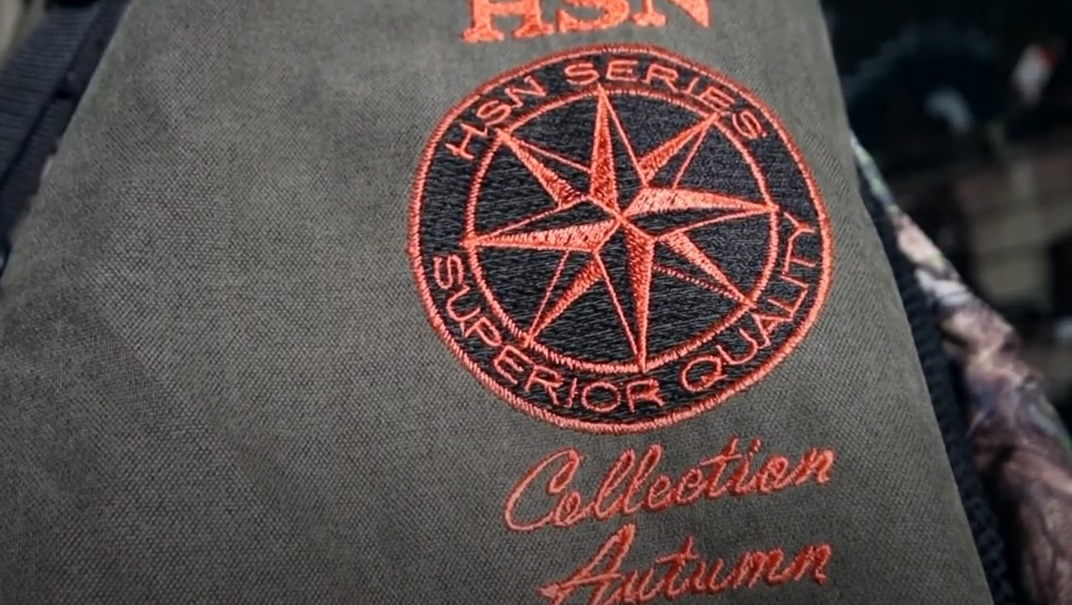 HSN
HSN SERIES
SUPERIOR QUALITY
Collection
Autumn